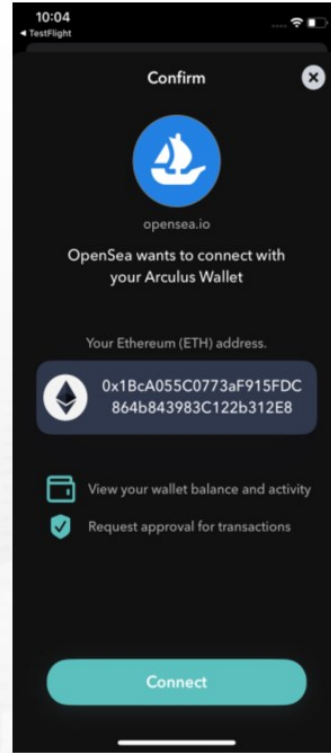 10:04
◀ TestFlight
Confirm
opensea.io
OpenSea wants to connect with
your Arculus Wallet
Your Ethereum (ETH) address.
0x1BcA055C0773aF915FDC
864b843983C122b312E8
View your wallet balance and activity
Request approval for transactions
Connect